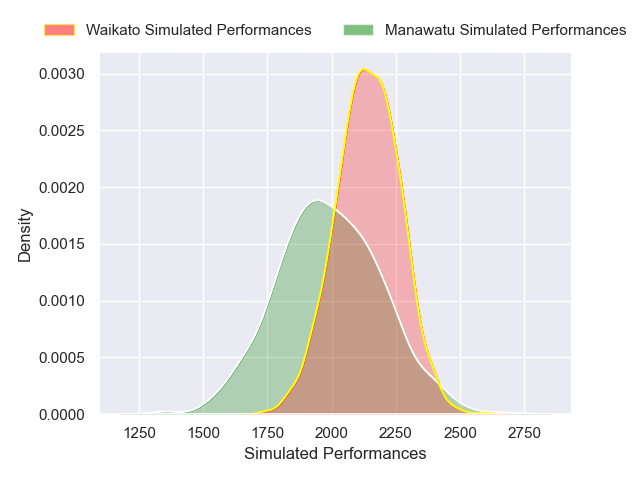 Waikato Simulated Performances
Manawatu Simulated Performances
0.0030
0.0025
0.0020
0.0015
0.0010
0.0005
0.0000
Density
1250 1500 1750 2000 2250 2500 2750
Simulated Performances